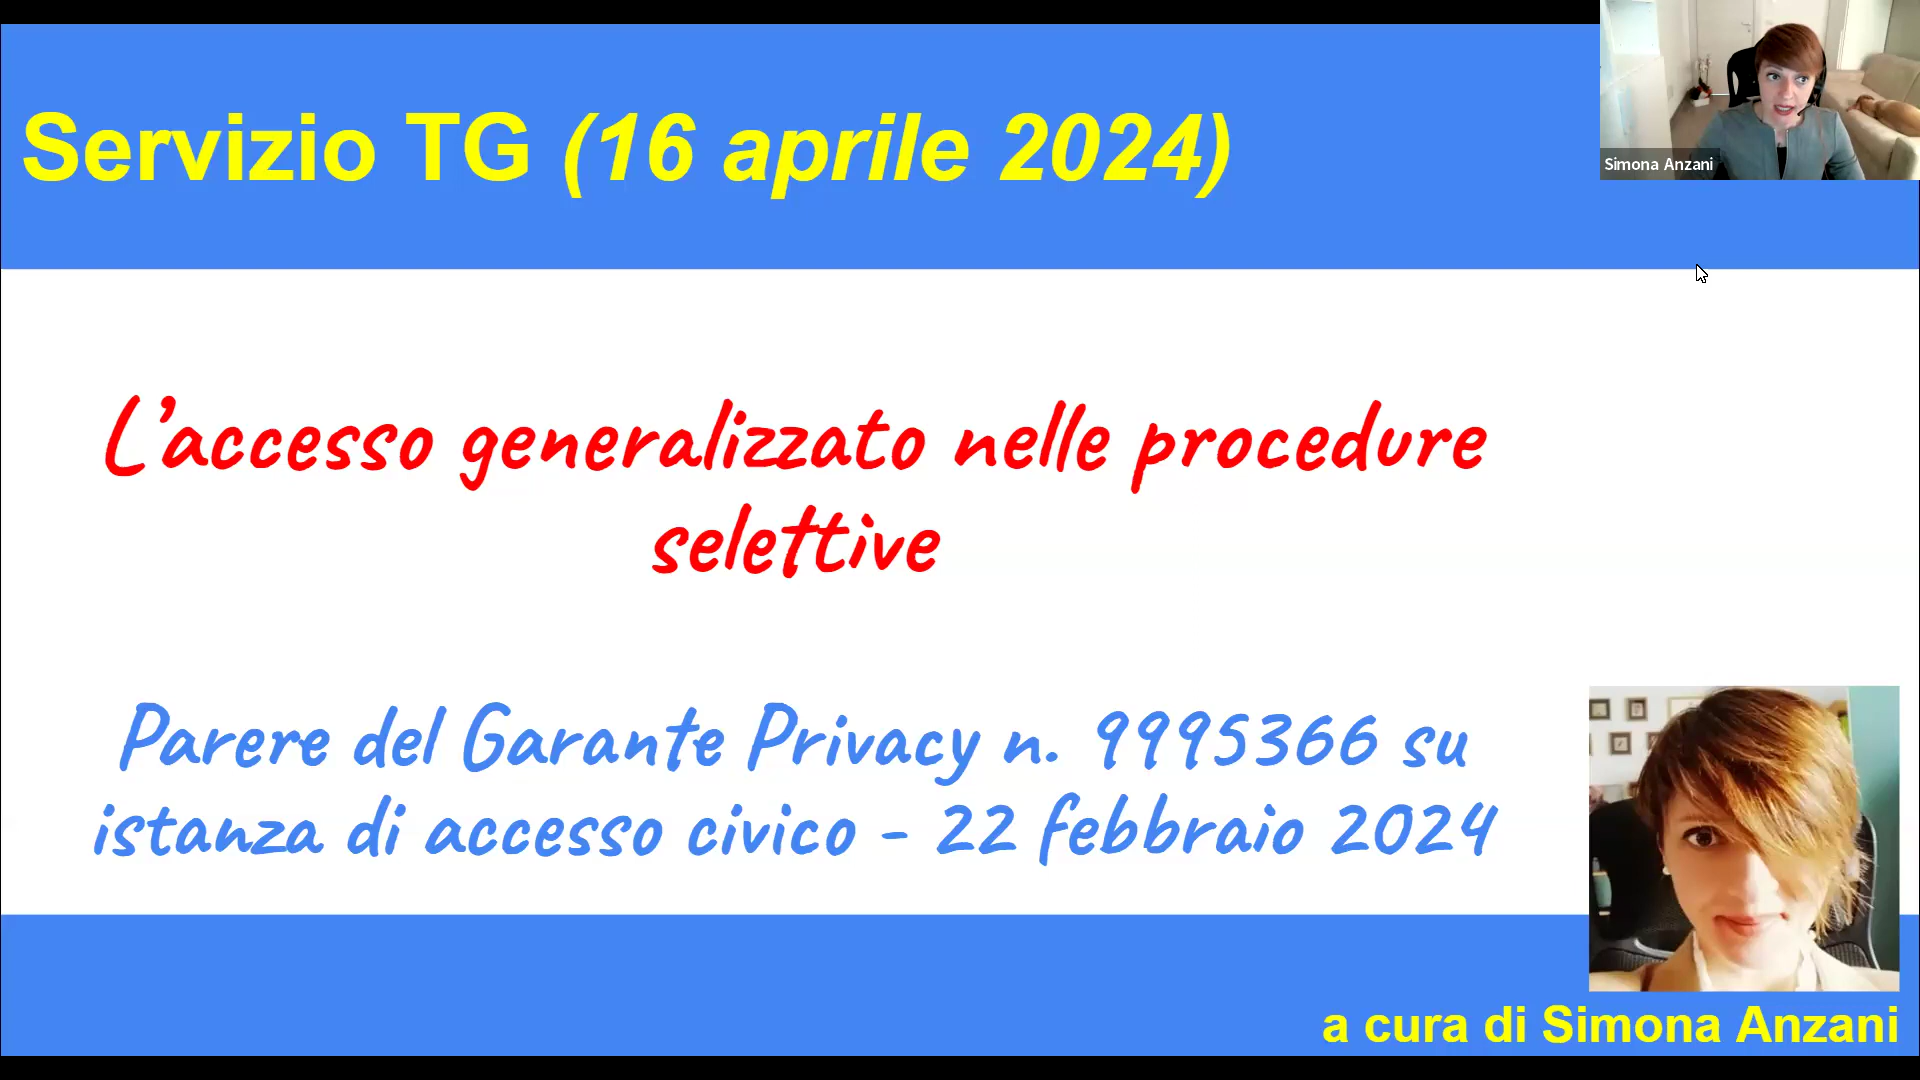 Servizio TG (16 aprile 2024)
Simona Anzani
L'accesso generalizzato nelle procedure
selettive
Parere del Garante Privacy n. 9995366 su
istanza di accesso civico - 22 febbraio 2024
a cura di Simona Anzani